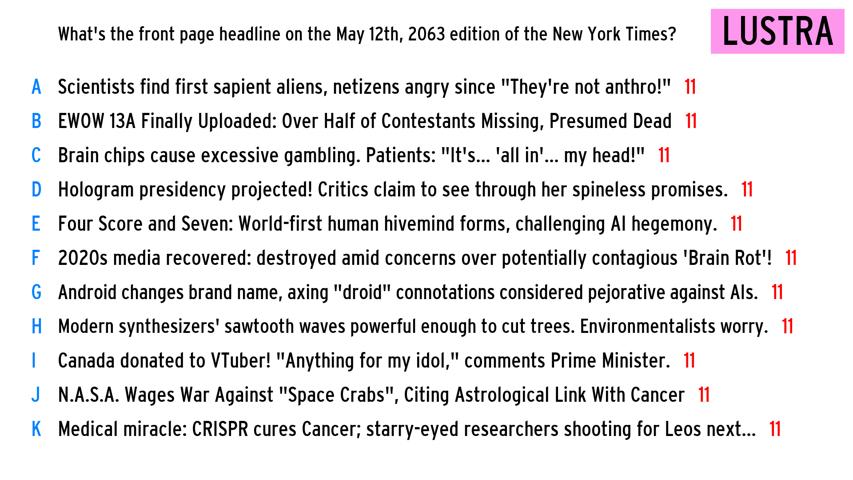 What's the front page headline on the May 12th, 2063 edition of the New York Times?
LUSTRA
A Scientists find first sapient aliens, netizens angry since "They're not anthro!" 11
B EWOW 13A Finally Uploaded: Over Half of Contestants Missing, Presumed Dead 11
C Brain chips cause excessive gambling. Patients: "It's... 'all in'... my head!" 11
D Hologram presidency projected! Critics claim to see through her spineless promises. 11
E Four Score and Seven: World-first human hivemind forms, challenging AI hegemony. 11
F 2020s media recovered: destroyed amid concerns over potentially contagious 'Brain Rot'! 11
G Android changes brand name, axing "droid" connotations considered pejorative against AIs. 11
H Modern synthesizers' sawtooth waves powerful enough to cut trees. Environmentalists worry. 11
I Canada donated to VTuber! "Anything for my idol," comments Prime Minister. 11
J N.A.S.A. Wages War Against "Space Crabs", Citing Astrological Link With Cancer 11
K Medical miracle: CRISPR cures Cancer; starry-eyed researchers shooting for Leos next... 11